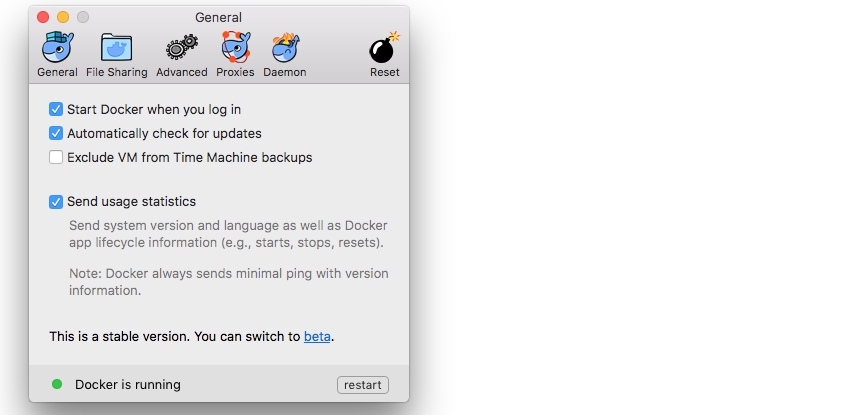 General
General File Sharing Advanced Proxies Daemon Reset
Start Docker when you log in
Automatically check for updates
Exclude VM from Time Machine backups
Send usage statistics
Send system version and language as well as Docker
app lifecycle information (e.g., starts, stops, resets).
Note: Docker always sends minimal ping with version
information.
This is a stable version. You can switch to beta.
Docker is running restart